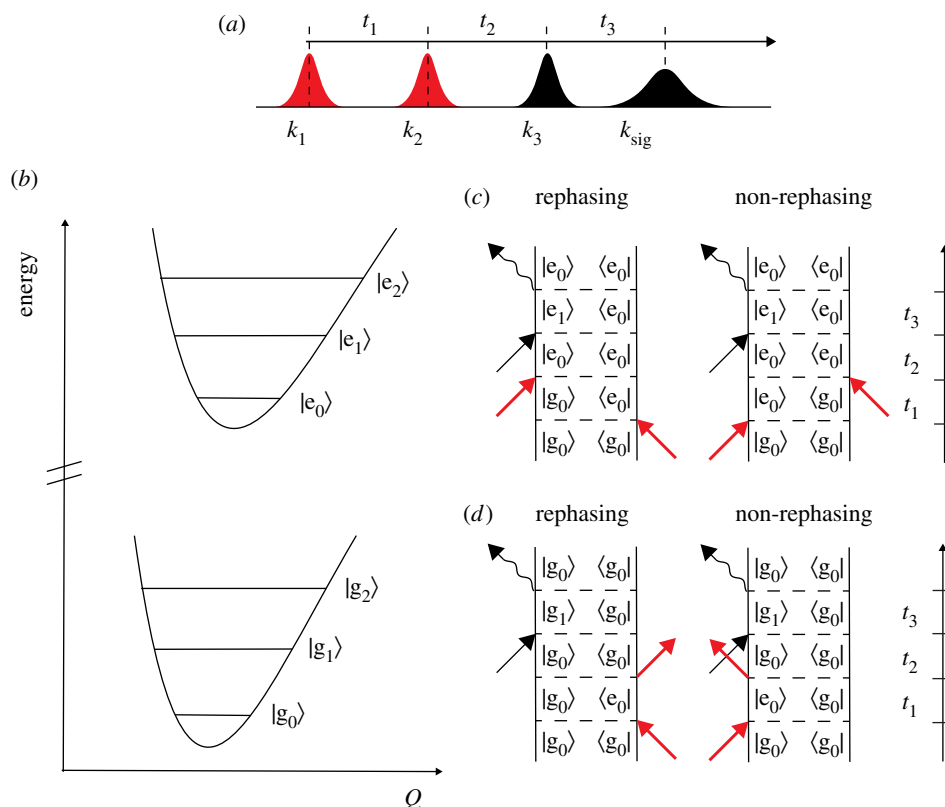 (a)
t1 t2 t3
k1 k2 k3 ksig
(b)
energy
|e2⟩
|e1⟩
|e0⟩
|g2⟩
|g1⟩
|g0⟩
Q
(c)
rephasing non-rephasing
|e0⟩ ⟨e0| |e0⟩ ⟨e0|
|e1⟩ ⟨e0| |e1⟩ ⟨e0| t3
|e0⟩ ⟨e0| |e0⟩ ⟨e0| t2
|g0⟩ ⟨e0| |e0⟩ ⟨g0| t1
|g0⟩ ⟨g0| |g0⟩ ⟨g0|
(d)
rephasing non-rephasing
|g0⟩ ⟨g0| |g0⟩ ⟨g0|
|g1⟩ ⟨g0| |g1⟩ ⟨g0| t3
|g0⟩ ⟨g0| |g0⟩ ⟨g0| t2
|g0⟩ ⟨e0| |e0⟩ ⟨g0| t1
|g0⟩ ⟨g0| |g0⟩ ⟨g0|